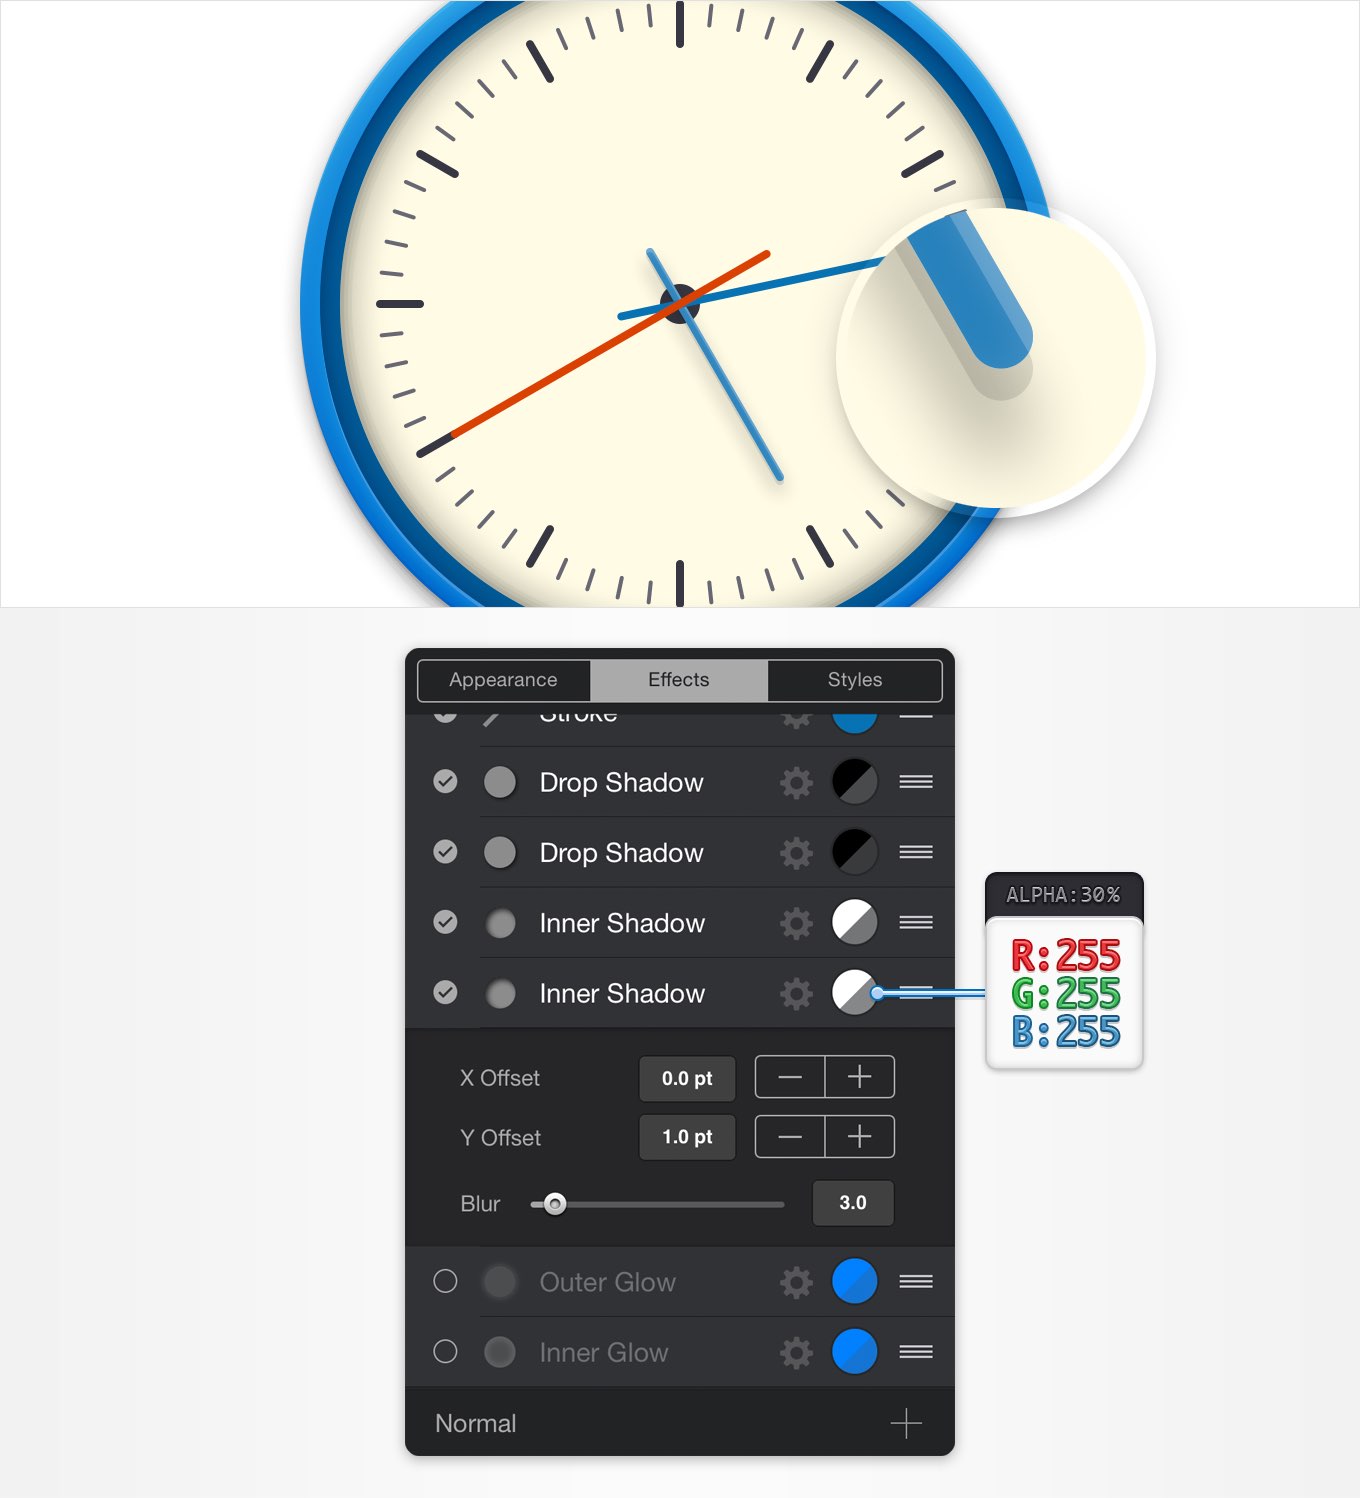 Appearance
Effects
Styles
Stroke
Drop Shadow
Drop Shadow
Inner Shadow
Inner Shadow
ALPHA:30%
R:255
G:255
B:255
X Offset
0.0 pt
Y Offset
1.0 pt
Blur
3.0
Outer Glow
Inner Glow
Normal